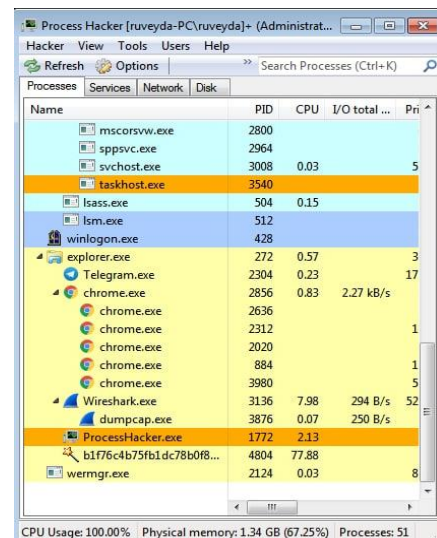 Process Hacker [ruveyda-PC\ruveyda]+ (Administrat...
Hacker View Tools Users Help
Refresh Options » Search Processes (Ctrl+K)
Processes Services Network Disk
Name PID CPU I/O total ... Pri
mscorsvw.exe 2800
sppsvc.exe 2964
svchost.exe 3008 0.03 5
taskhost.exe 3540
lsass.exe 504 0.15
lsm.exe 512
winlogon.exe 428
explorer.exe 272 0.57 3
Telegram.exe 2304 0.23 17
chrome.exe 2856 0.83 2.27 kB/s
chrome.exe 2636
chrome.exe 2312 1
chrome.exe 2020
chrome.exe 884 1
chrome.exe 3980 5
Wireshark.exe 3136 7.98 294 B/s 52
dumpcap.exe 3876 0.07 250 B/s
ProcessHacker.exe 1772 2.13
b1f76c4b75fb1dc78b0f8... 4804 77.88
wermgr.exe 2124 0.03 8
CPU Usage: 100.00% Physical memory: 1.34 GB (67.25%) Processes: 51